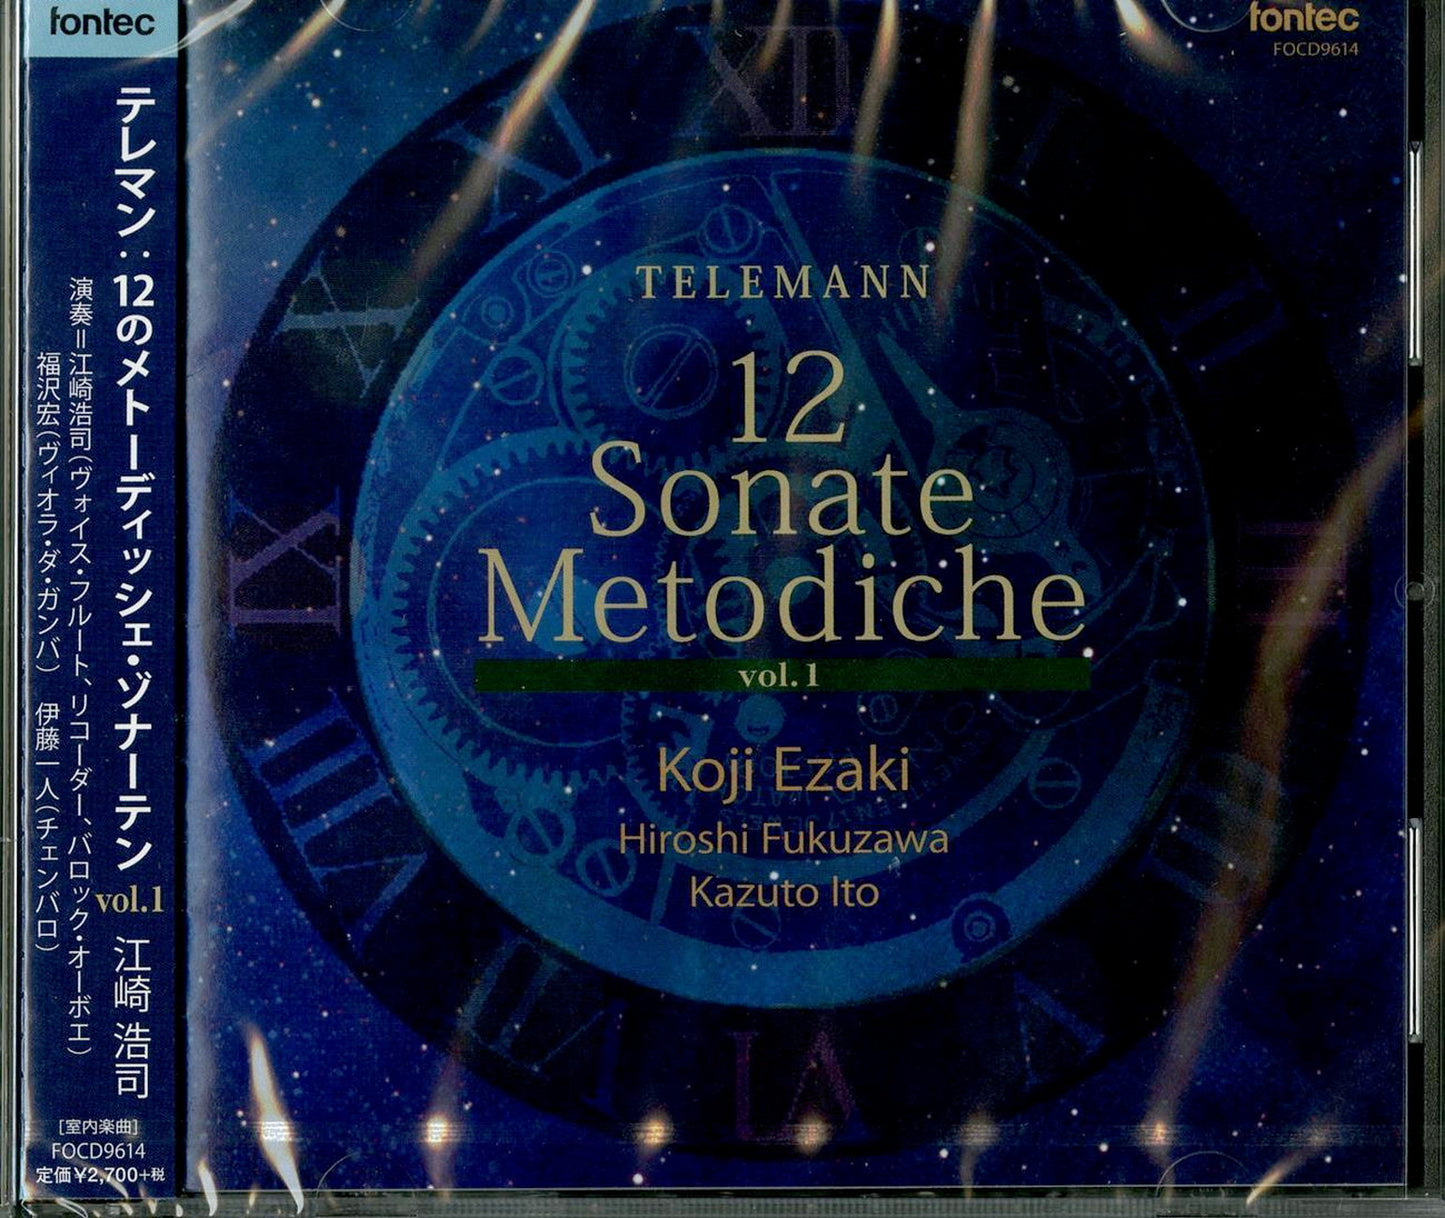 fontec
テレマン：12のメトーディッシェ・ゾナーテン vol.1 江崎 浩司
演奏＝江崎浩司（ヴォイス・フルート、リコーダー、バロック・オーボエ）
福沢宏（ヴィオラ・ダ・ガンバ） 伊藤一人（チェンバロ）
[室内楽曲]
FOCD9614
定価¥2,700+税
fontec
FOCD9614
TELEMANN
12
Sonate
Metodiche
vol.1
Koji Ezaki
Hiroshi Fukuzawa
Kazuto Ito